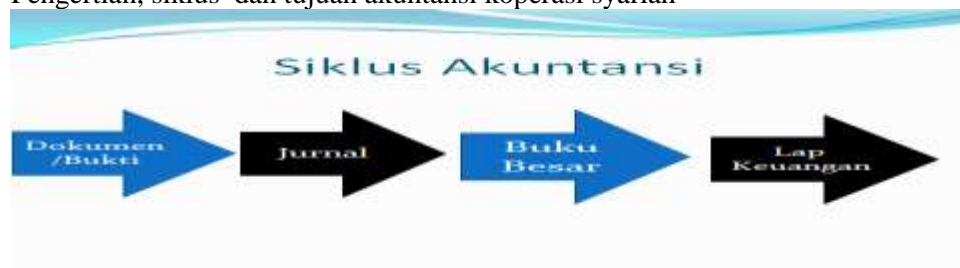 Pengertian, siklus dan tujuan akuntansi koperasi syariah
Siklus Akuntansi
Dokumen
/Bukti
Jurnal
Buku
Besar
Lap
Keuangan